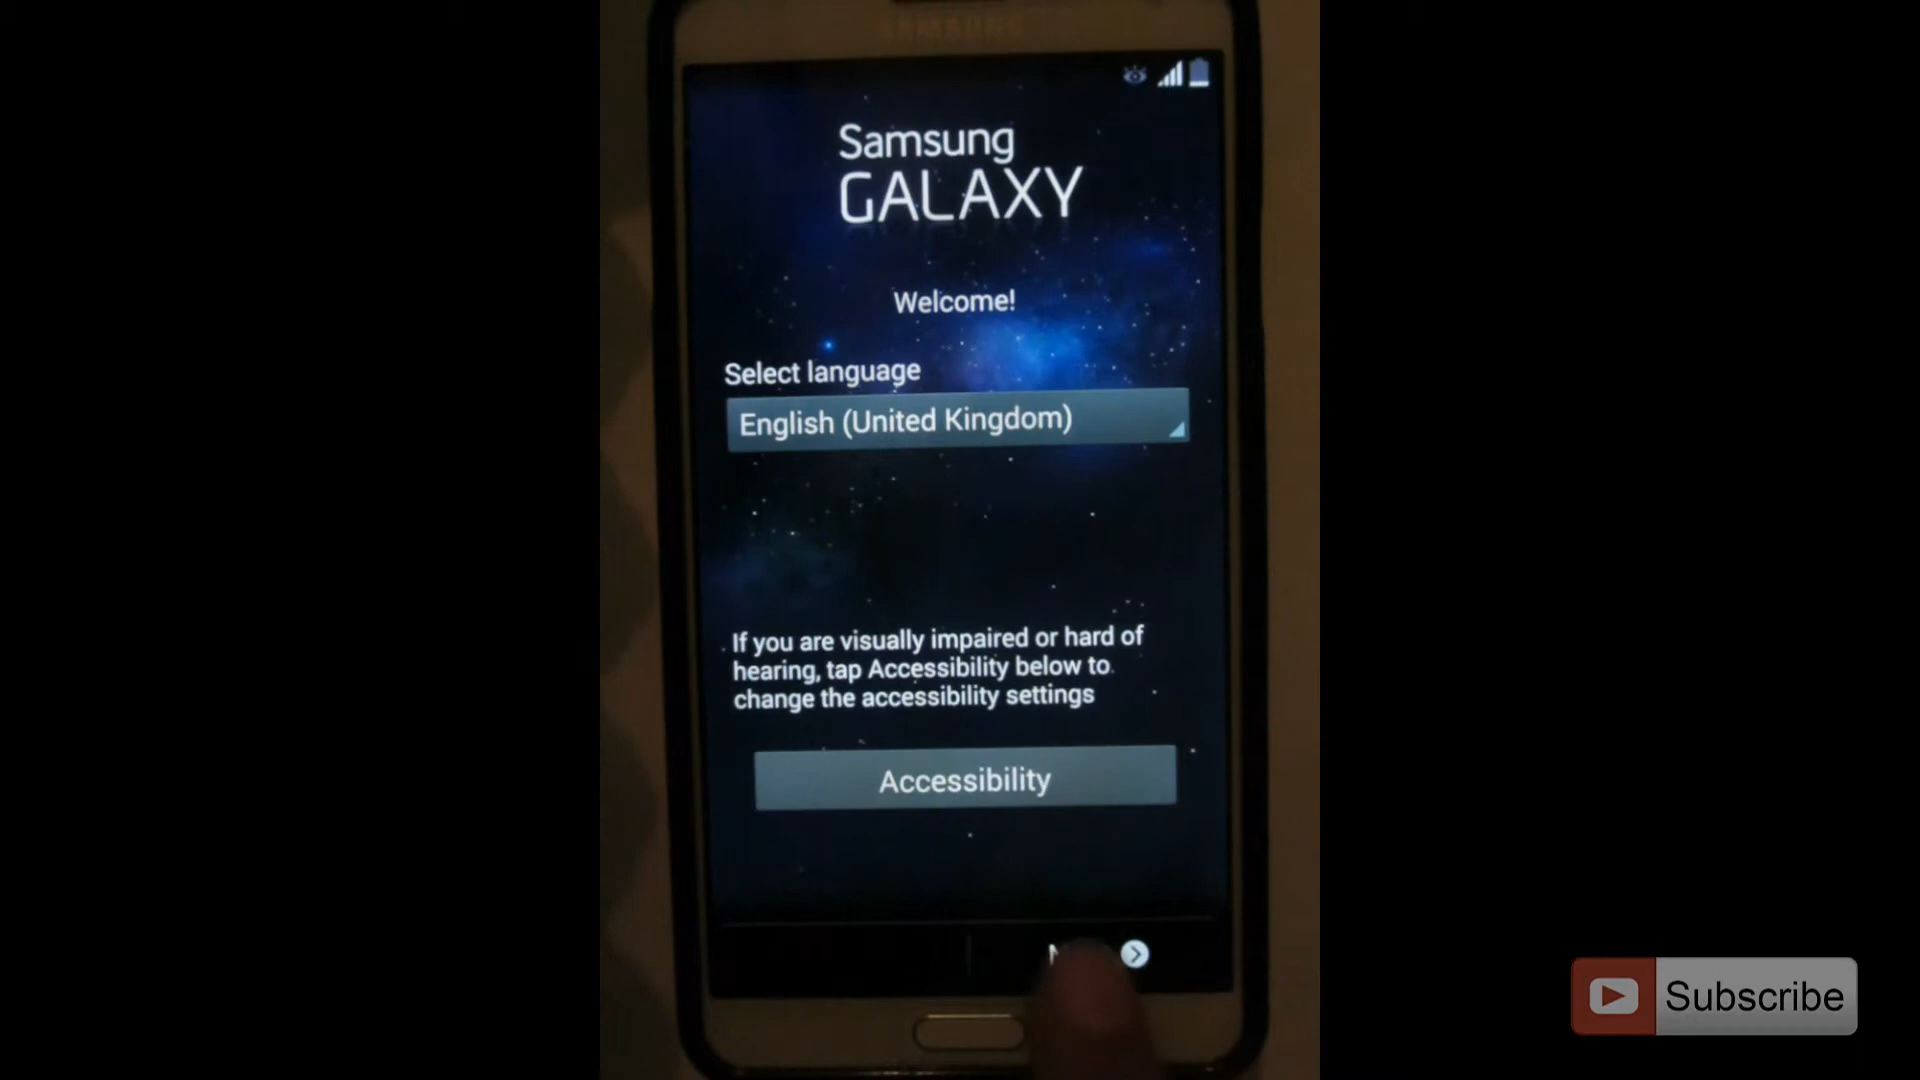 SAMSUNG
Samsung
GALAXY
Welcome!
Select language
English (United Kingdom)
If you are visually impaired or hard of
hearing, tap Accessibility below to
change the accessibility settings
Accessibility
Subscribe